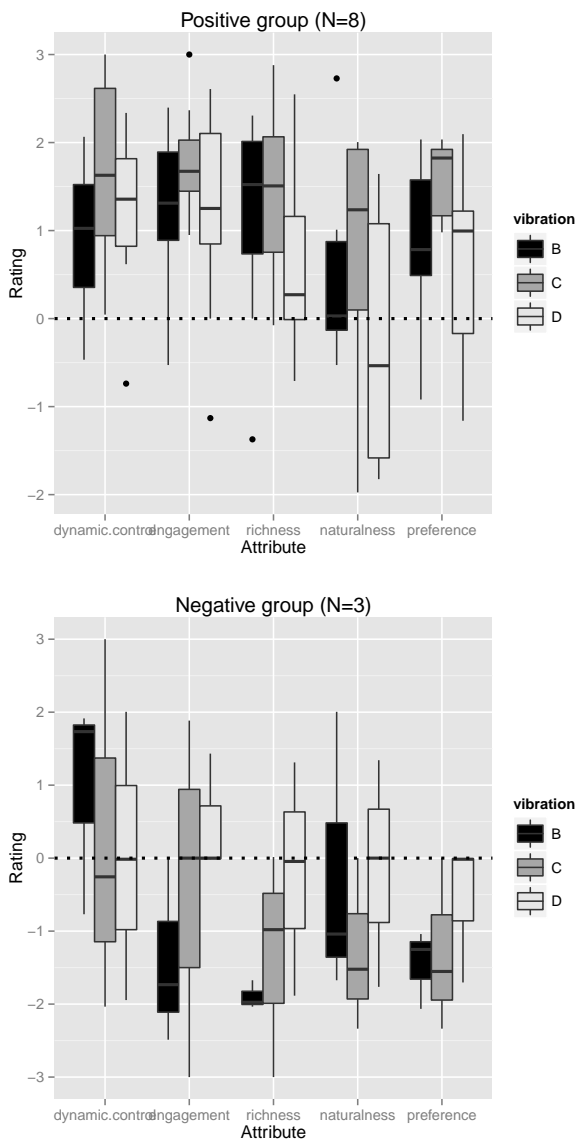 Positive group (N=8)
3
2
1
0
−1
−2
Rating
dynamic.control engagement richness naturalness preference
Attribute
vibration
B
C
D
Negative group (N=3)
3
2
1
0
−1
−2
−3
Rating
dynamic.control engagement richness naturalness preference
Attribute
vibration
B
C
D